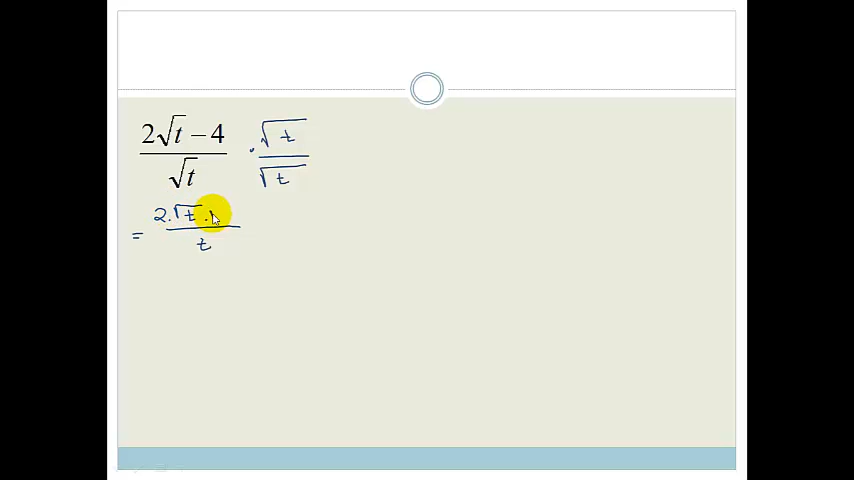 (2√t − 4)/√t · √t/√t
= (2.√t .)/t